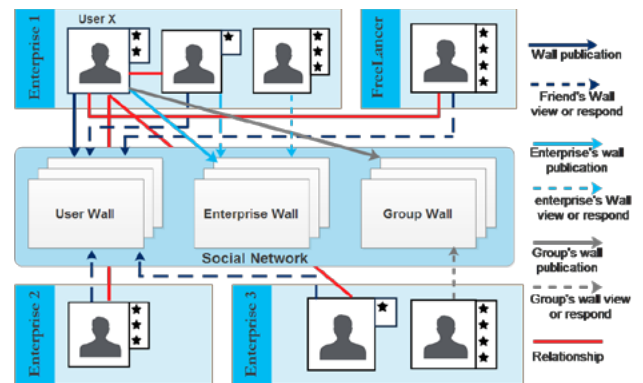 User X
Enterprise 1
FreeLancer
Wall publication
Friend's Wall
view or respond
Enterprise's wall
publication
enterprise's Wall
view or respond
Group's wall
publication
Group's wall view
or respond
Relationship
User Wall
Enterprise Wall
Group Wall
Social Network
Enterprise 2
Enterprise 3